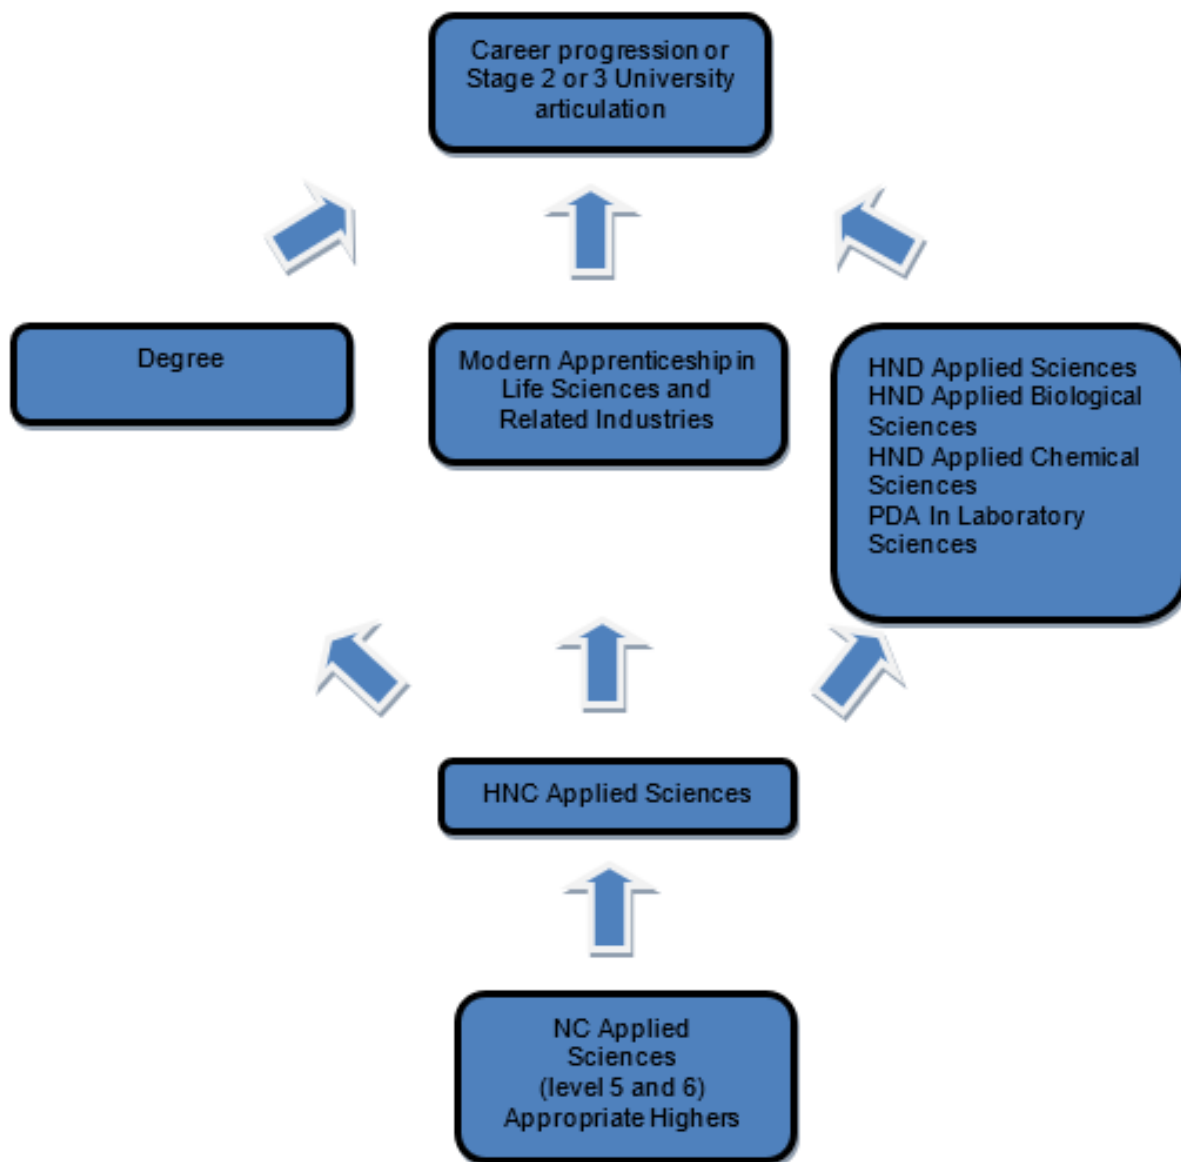 Career progression or
Stage 2 or 3 University
articulation
Degree
Modern Apprenticeship in
Life Sciences and
Related Industries
HND Applied Sciences
HND Applied Biological
Sciences
HND Applied Chemical
Sciences
PDA In Laboratory
Sciences
HNC Applied Sciences
NC Applied
Sciences
(level 5 and 6)
Appropriate Highers